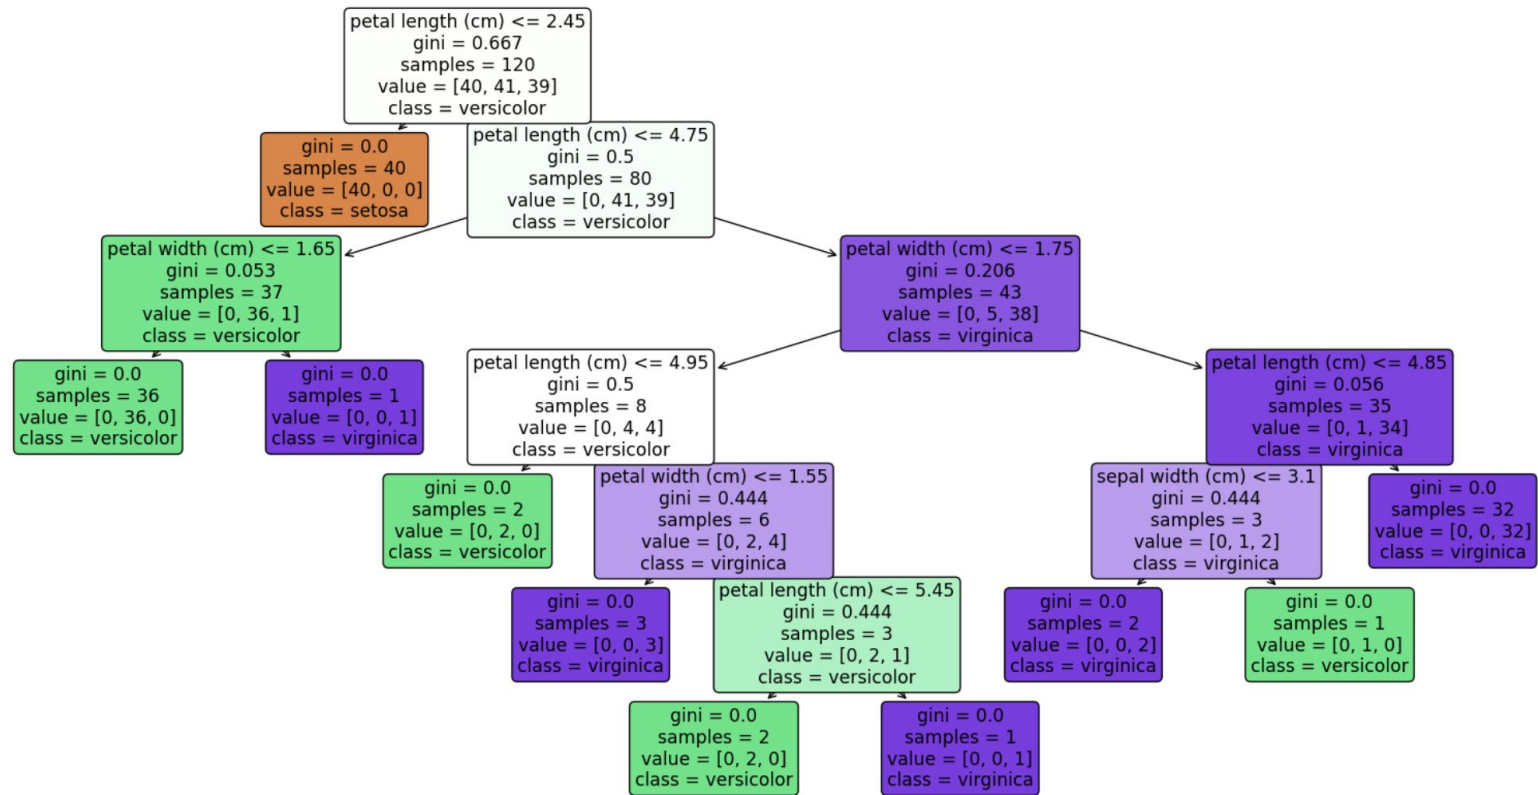 petal length (cm) <= 2.45
gini = 0.667
samples = 120
value = [40, 41, 39]
class = versicolor
gini = 0.0
samples = 40
value = [40, 0, 0]
class = setosa
petal length (cm) <= 4.75
gini = 0.5
samples = 80
value = [0, 41, 39]
class = versicolor
petal width (cm) <= 1.65
gini = 0.053
samples = 37
value = [0, 36, 1]
class = versicolor
petal width (cm) <= 1.75
gini = 0.206
samples = 43
value = [0, 5, 38]
class = virginica
gini = 0.0
samples = 36
value = [0, 36, 0]
class = versicolor
gini = 0.0
samples = 1
value = [0, 0, 1]
class = virginica
petal length (cm) <= 4.95
gini = 0.5
samples = 8
value = [0, 4, 4]
class = versicolor
petal length (cm) <= 4.85
gini = 0.056
samples = 35
value = [0, 1, 34]
class = virginica
gini = 0.0
samples = 2
value = [0, 2, 0]
class = versicolor
petal width (cm) <= 1.55
gini = 0.444
samples = 6
value = [0, 2, 4]
class = virginica
sepal width (cm) <= 3.1
gini = 0.444
samples = 3
value = [0, 1, 2]
class = virginica
gini = 0.0
samples = 32
value = [0, 0, 32]
class = virginica
gini = 0.0
samples = 3
value = [0, 0, 3]
class = virginica
petal length (cm) <= 5.45
gini = 0.444
samples = 3
value = [0, 2, 1]
class = versicolor
gini = 0.0
samples = 2
value = [0, 0, 2]
class = virginica
gini = 0.0
samples = 1
value = [0, 1, 0]
class = versicolor
gini = 0.0
samples = 2
value = [0, 2, 0]
class = versicolor
gini = 0.0
samples = 1
value = [0, 0, 1]
class = virginica